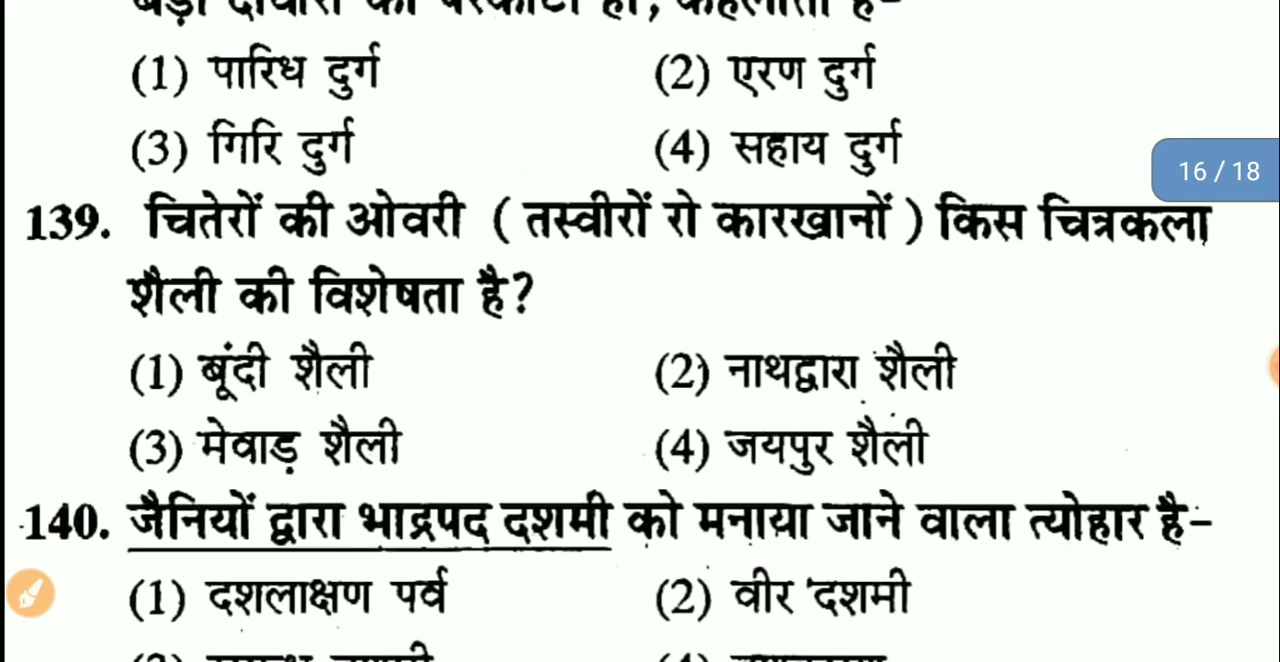 (1) पारिध दुर्ग (2) एरण दुर्ग
(3) गिरि दुर्ग (4) सहाय दुर्ग
16 / 18
139. चितेरों की ओवरी ( तस्वीरों रो कारखानों ) किस चित्रकला
शैली की विशेषता है?
(1) बूंदी शैली (2) नाथद्वारा शैली
(3) मेवाड़ शैली (4) जयपुर शैली
140. जैनियों द्वारा भाद्रपद दशमी को मनाया जाने वाला त्योहार है-
(1) दशलाक्षण पर्व (2) वीर दशमी